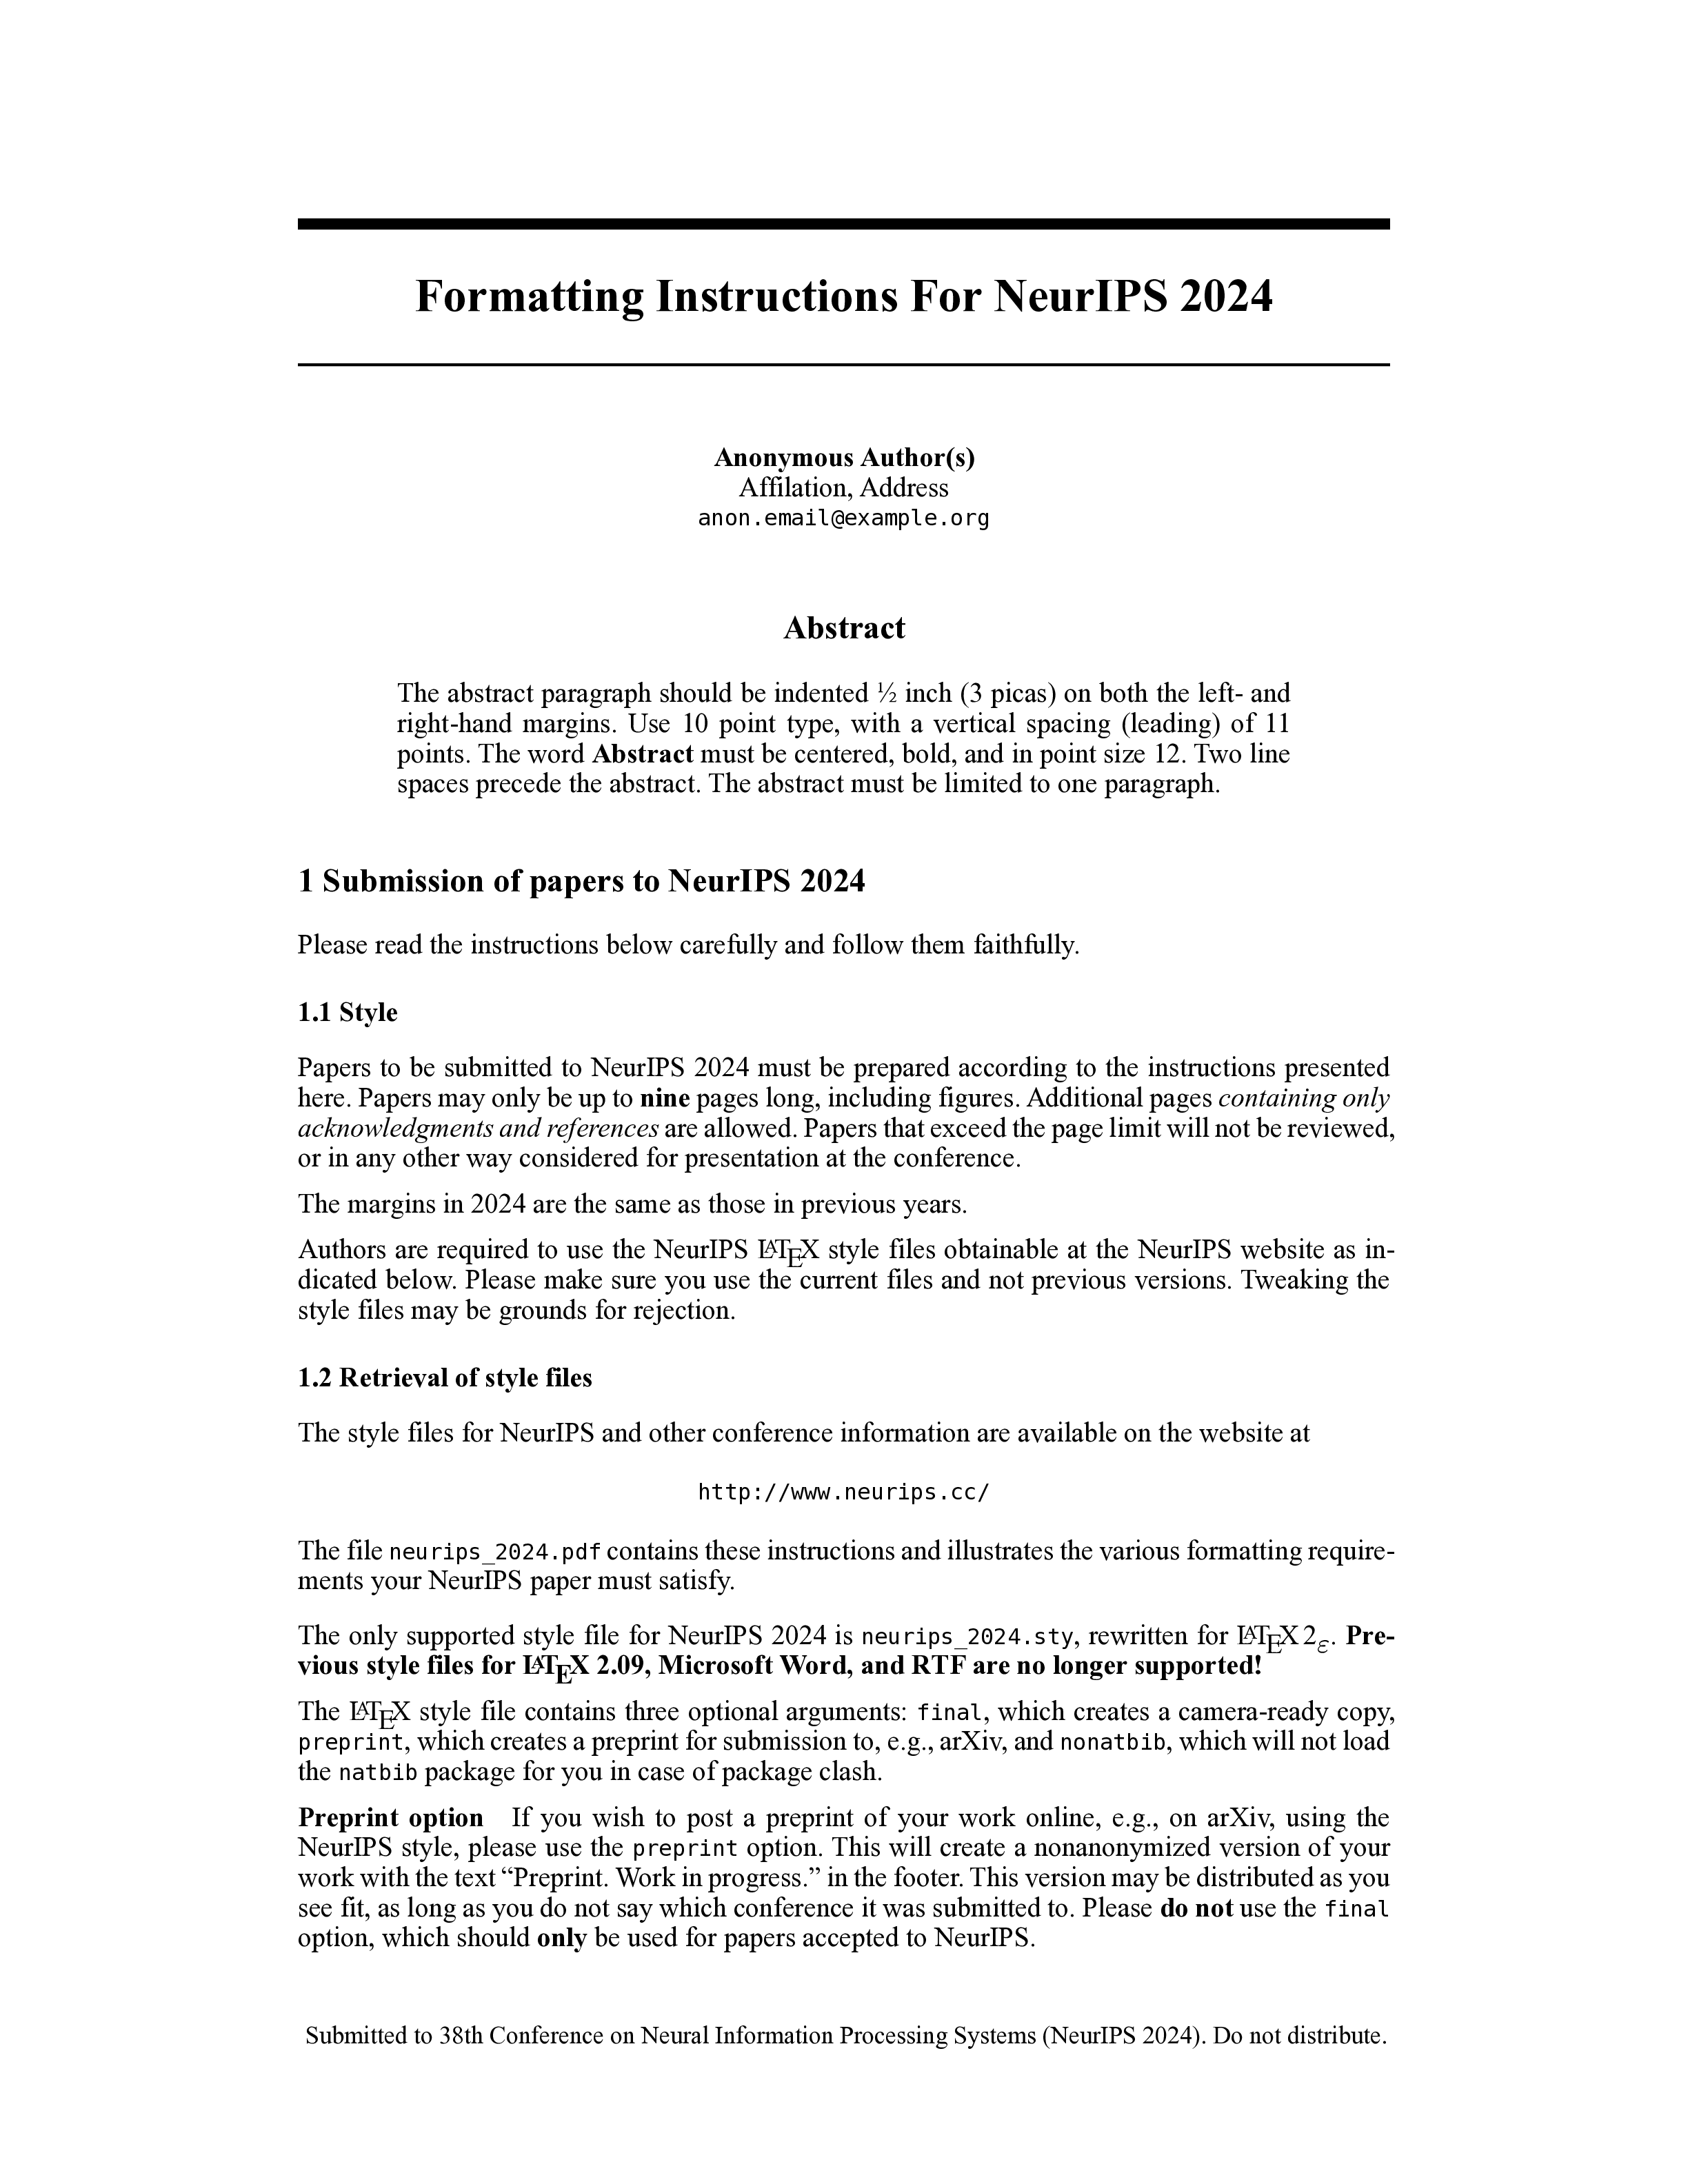 Formatting Instructions For NeurIPS 2024
Anonymous Author(s)
Affilation, Address
anon.email@example.org
Abstract
The abstract paragraph should be indented ½ inch (3 picas) on both the left- and
right-hand margins. Use 10 point type, with a vertical spacing (leading) of 11
points. The word Abstract must be centered, bold, and in point size 12. Two line
spaces precede the abstract. The abstract must be limited to one paragraph.
1 Submission of papers to NeurIPS 2024
Please read the instructions below carefully and follow them faithfully.
1.1 Style
Papers to be submitted to NeurIPS 2024 must be prepared according to the instructions presented
here. Papers may only be up to nine pages long, including figures. Additional pages containing only
acknowledgments and references are allowed. Papers that exceed the page limit will not be reviewed,
or in any other way considered for presentation at the conference.
The margins in 2024 are the same as those in previous years.
Authors are required to use the NeurIPS LATEX style files obtainable at the NeurIPS website as in-
dicated below. Please make sure you use the current files and not previous versions. Tweaking the
style files may be grounds for rejection.
1.2 Retrieval of style files
The style files for NeurIPS and other conference information are available on the website at
http://www.neurips.cc/
The file neurips_2024.pdf contains these instructions and illustrates the various formatting require-
ments your NeurIPS paper must satisfy.
The only supported style file for NeurIPS 2024 is neurips_2024.sty, rewritten for LATEX 2ε. Pre-
vious style files for LATEX 2.09, Microsoft Word, and RTF are no longer supported!
The LATEX style file contains three optional arguments: final, which creates a camera-ready copy,
preprint, which creates a preprint for submission to, e.g., arXiv, and nonatbib, which will not load
the natbib package for you in case of package clash.
Preprint option If you wish to post a preprint of your work online, e.g., on arXiv, using the
NeurIPS style, please use the preprint option. This will create a nonanonymized version of your
work with the text “Preprint. Work in progress.” in the footer. This version may be distributed as you
see fit, as long as you do not say which conference it was submitted to. Please do not use the final
option, which should only be used for papers accepted to NeurIPS.
Submitted to 38th Conference on Neural Information Processing Systems (NeurIPS 2024). Do not distribute.